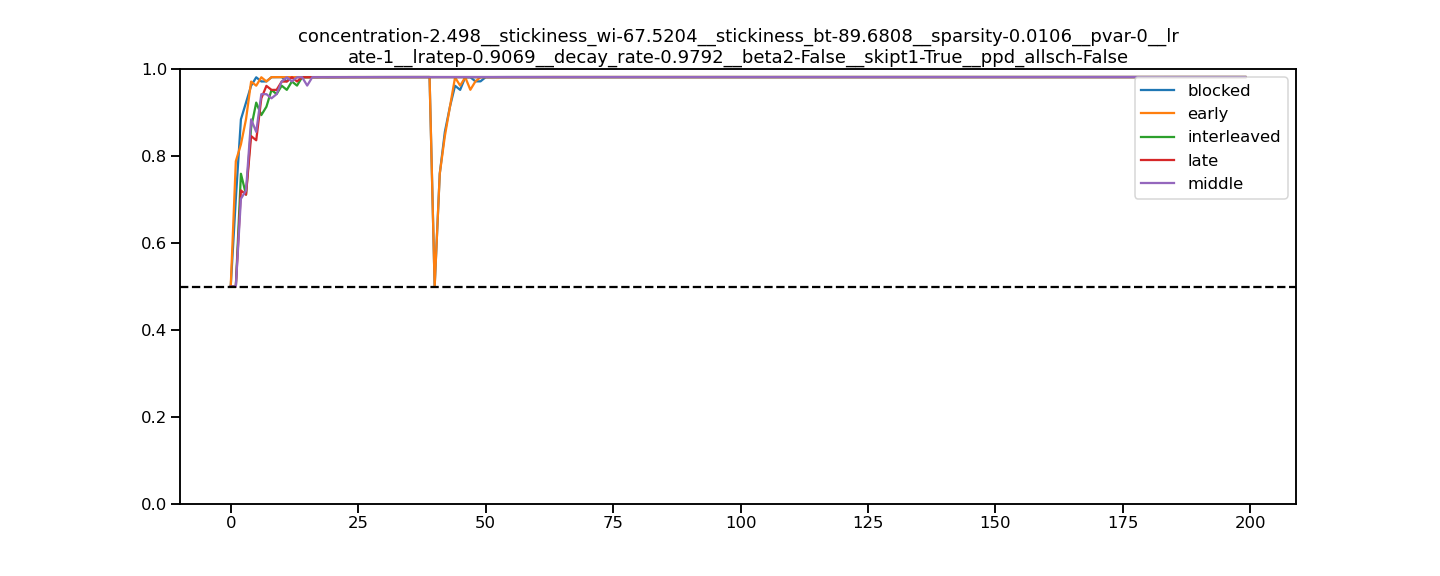 concentration-2.498__stickiness_wi-67.5204__stickiness_bt-89.6808__sparsity-0.0106__pvar-0__lr
ate-1__lratep-0.9069__decay_rate-0.9792__beta2-False__skipt1-True__ppd_allsch-False
1.0
0.8
0.6
0.4
0.2
0.0
blocked
early
interleaved
late
middle
0 25 50 75 100 125 150 175 200